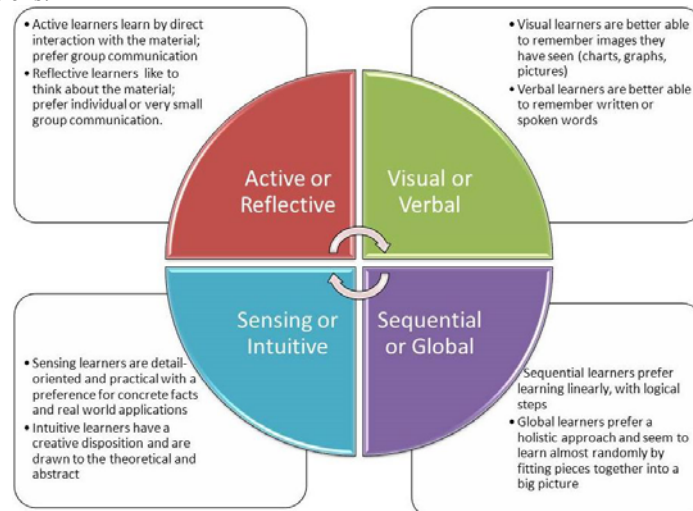 • Active learners learn by direct
interaction with the material;
prefer group communication
• Reflective learners like to
think about the material;
prefer individual or very small
group communication.
• Visual learners are better able
to remember images they
have seen (charts, graphs,
pictures)
• Verbal learners are better able
to remember written or
spoken words
Active or
Reflective
Visual or
Verbal
Sensing or
Intuitive
Sequential
or Global
• Sensing learners are detail-
oriented and practical with a
preference for concrete facts
and real world applications
• Intuitive learners have a
creative disposition and are
drawn to the theoretical and
abstract
Sequential learners prefer
learning linearly, with logical
steps
• Global learners prefer a
holistic approach and seem to
learn almost randomly by
fitting pieces together into a
big picture